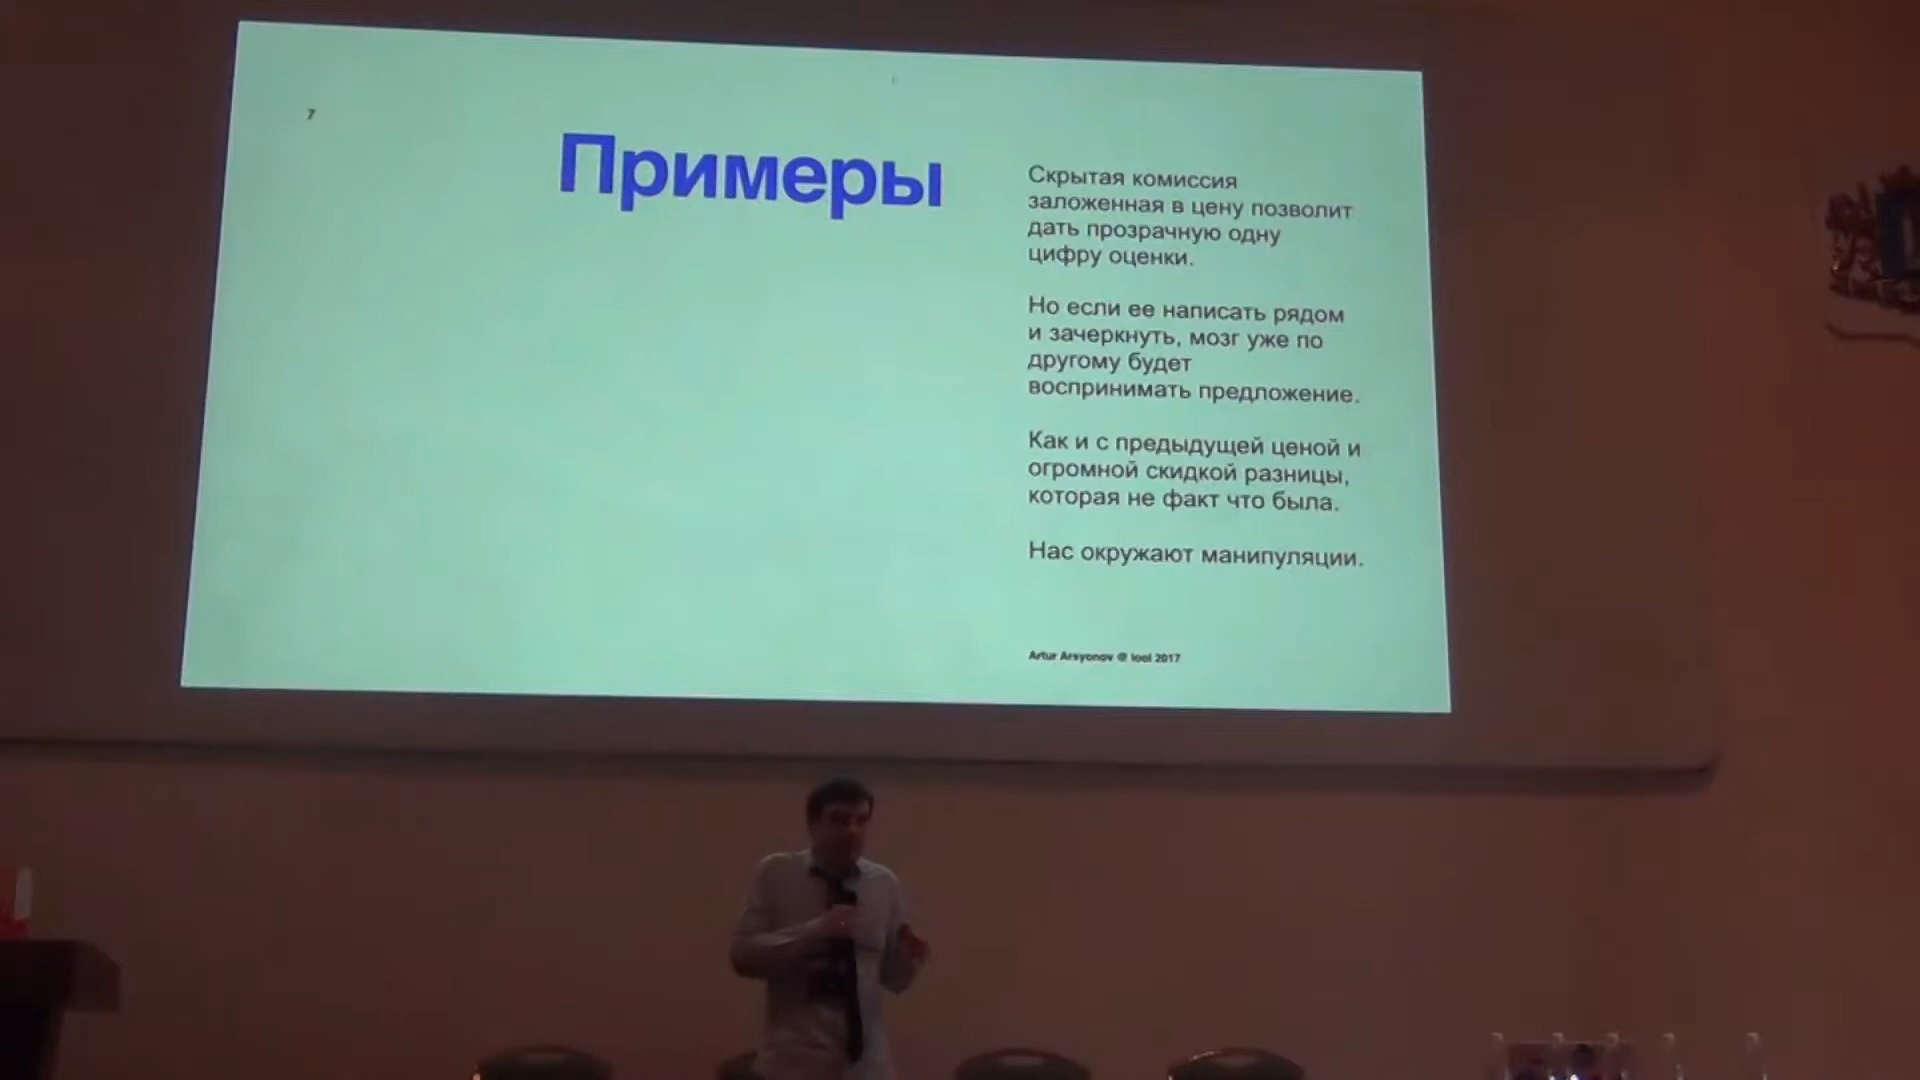 7
Примеры
Скрытая комиссия
заложенная в цену позволит
дать прозрачную одну
цифру оценки.
Но если ее написать рядом
и зачеркнуть, мозг уже по
другому будет
воспринимать предложение.
Как и с предыдущей ценой и
огромной скидкой разницы,
которая не факт что была.
Нас окружают манипуляции.
Artur Arsyonov @ 2017